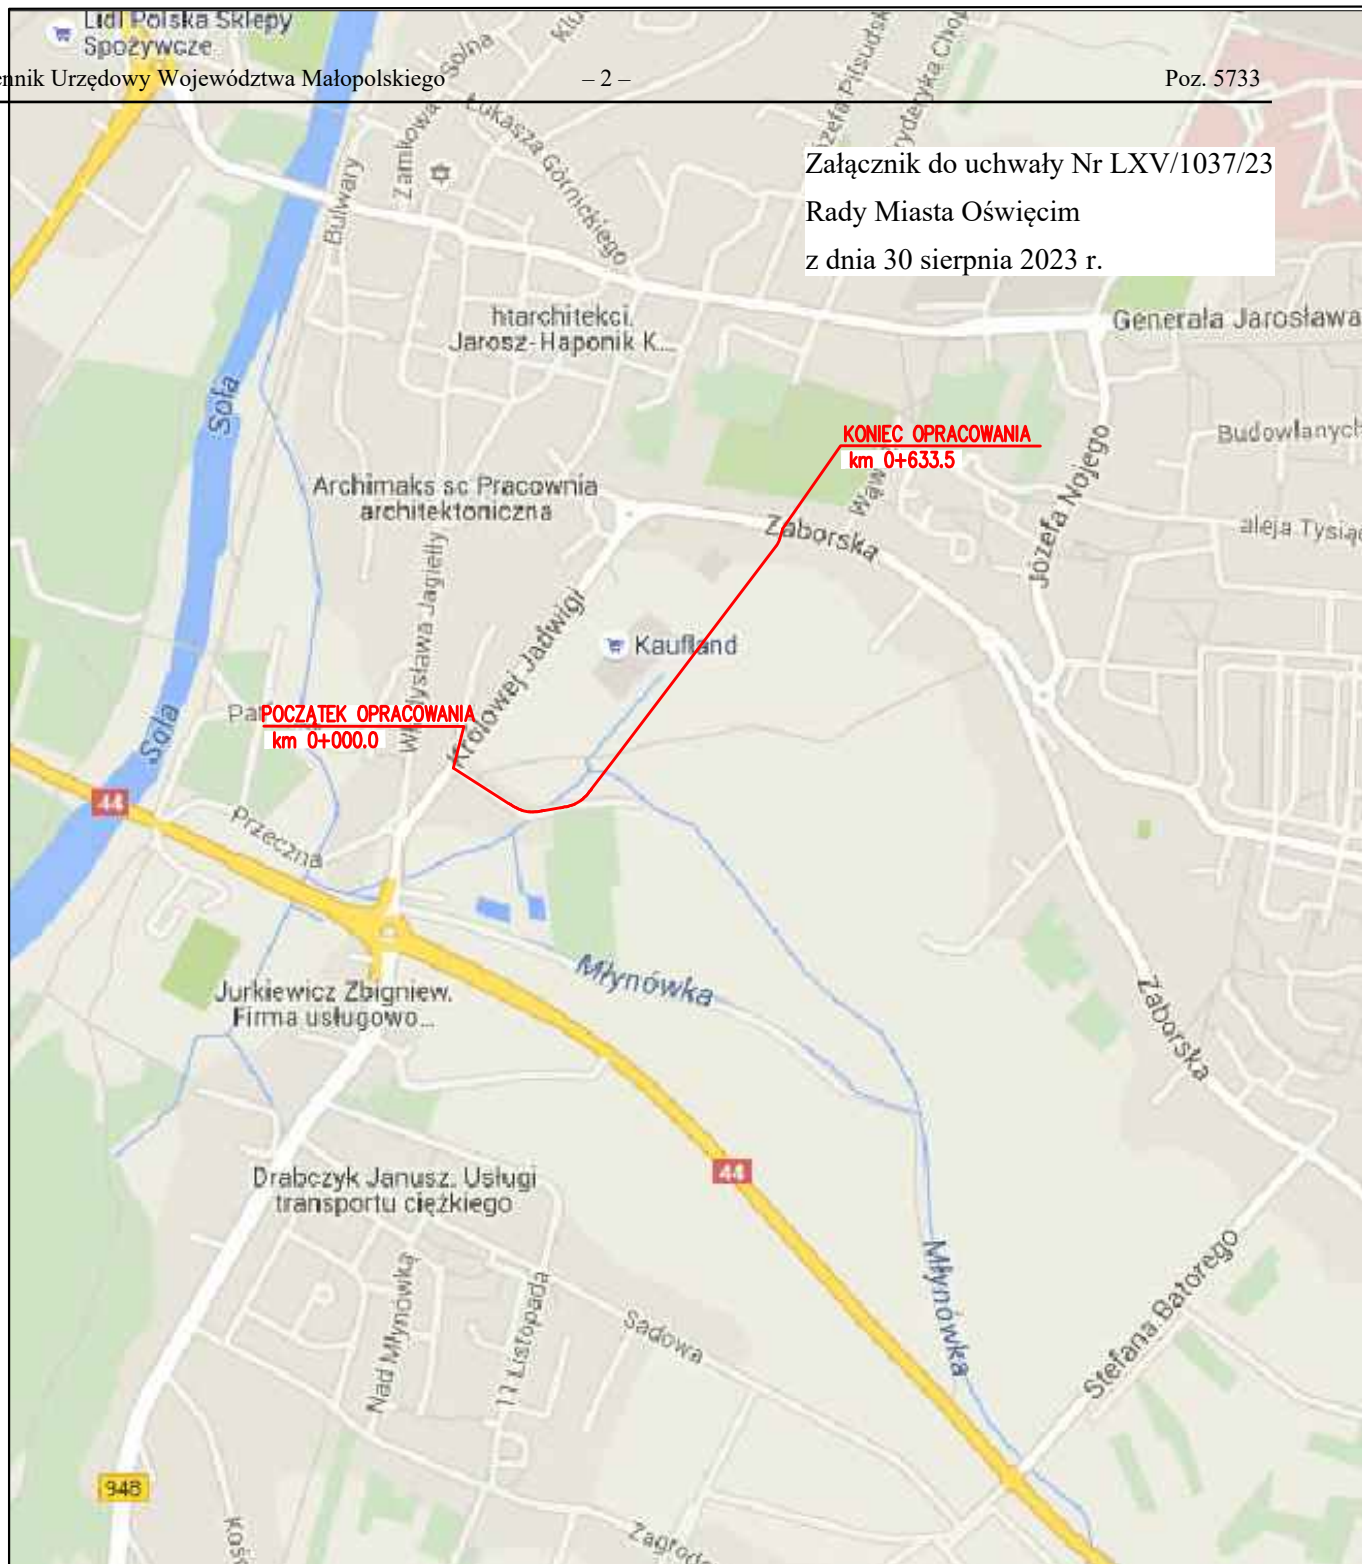 Lidl Polska Sklepy
Spożywcze
ennik Urzędowy Województwa Małopolskiego
– 2 –
Poz. 5733
Załącznik do uchwały Nr LXV/1037/23
Rady Miasta Oświęcim
z dnia 30 sierpnia 2023 r.
Zamkowa
Solna
Łukasza Górnickiego
Bulwary
htarchitekci.
Jarosz-Haponik K...
Generała Jarosława
Soła
KONIEC OPRACOWANIA
km 0+633.5
Budowlanych
Archimaks sc Pracownia
architektoniczna
Józefa Nojego
Zaborska
aleja
Władysława Jagiełły
Królowej Jadwigi
Kaufland
POCZĄTEK OPRACOWANIA
km 0+000.0
Soła
44
Przeczna
Młynówka
Jurkiewicz Zbigniew.
Firma usługowo...
Zaborska
Drabczyk Janusz. Usługi
transportu ciężkiego
44
Młynówka
Stefana Batorego
Nad Młynówką
11 Listopada
Sadowa
948